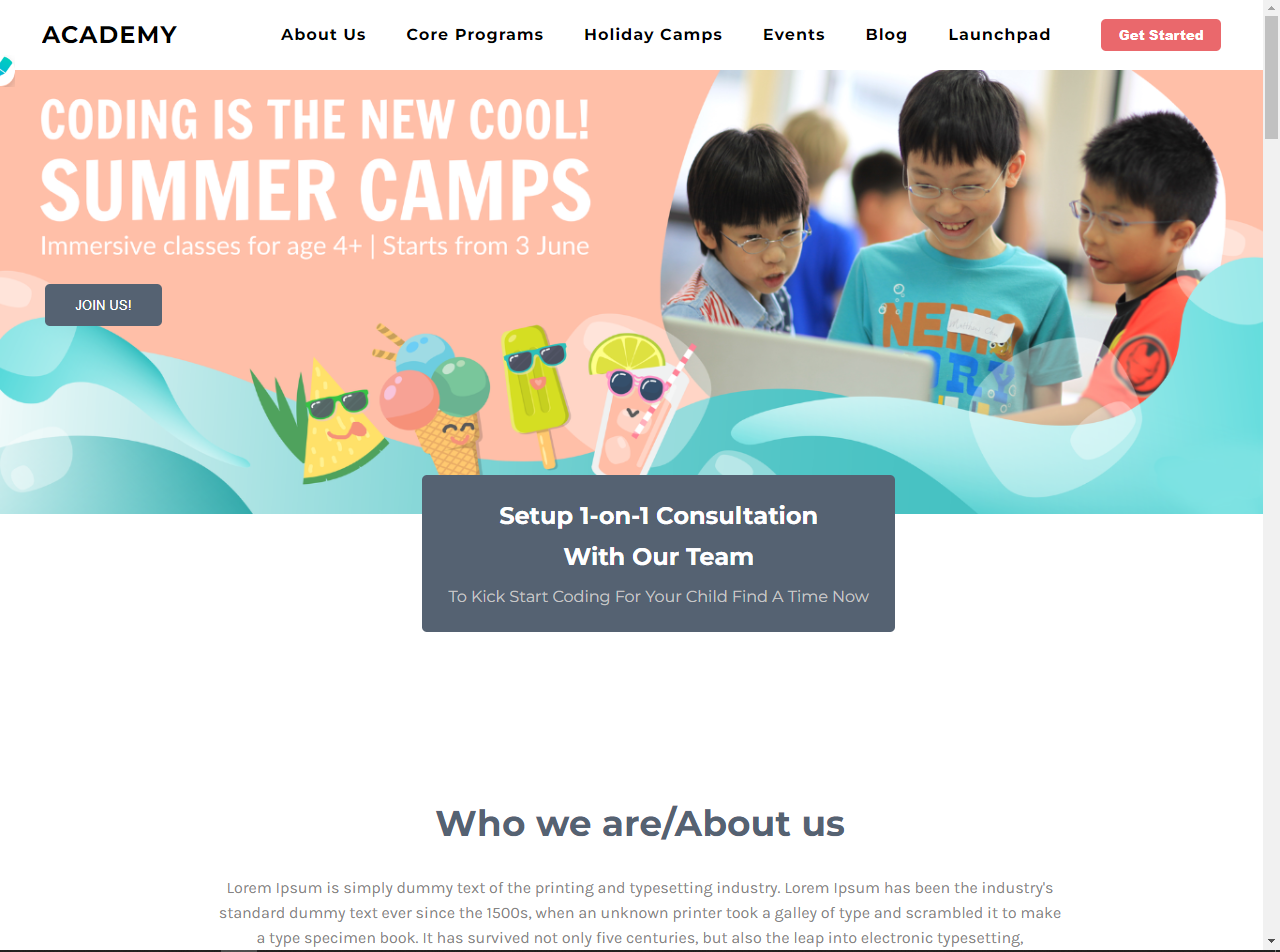 ACADEMY
About Us
Core Programs
Holiday Camps
Events
Blog
Launchpad
Get Started
CODING IS THE NEW COOL!
SUMMER CAMPS
Immersive classes for age 4+ | Starts from 3 June
JOIN US!
NEMO
ORY
Setup 1-on-1 Consultation
With Our Team
To Kick Start Coding For Your Child Find A Time Now
Who we are/About us
Lorem Ipsum is simply dummy text of the printing and typesetting industry. Lorem Ipsum has been the industry's
standard dummy text ever since the 1500s, when an unknown printer took a galley of type and scrambled it to make
a type specimen book. It has survived not only five centuries, but also the leap into electronic typesetting,